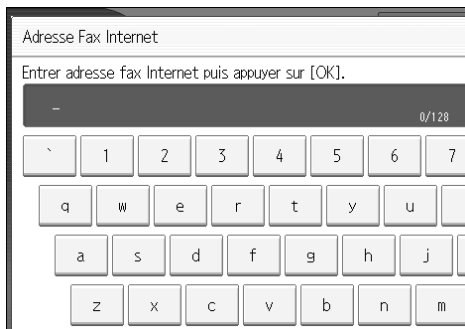 Adresse Fax Internet
Entrer adresse fax Internet puis appuyer sur [OK].
_
0/128
` 1 2 3 4 5 6 7
q w e r t y u
a s d f g h j
z x c v b n m